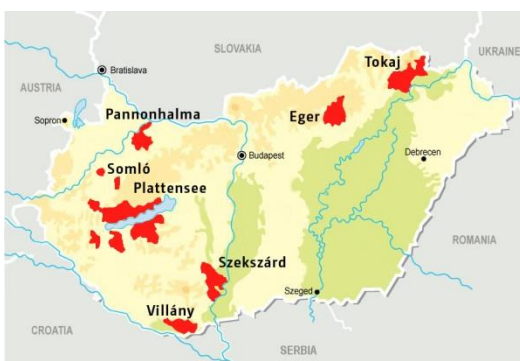 SLOVAKIA
UKRAINE
Tokaj
Bratislava
AUSTRIA
Pannonhalma
Eger
Sopron
Budapest
Debrecen
Somló
Plattensee
ROMANIA
Szekszárd
Szeged
Villány
CROATIA
SERBIA